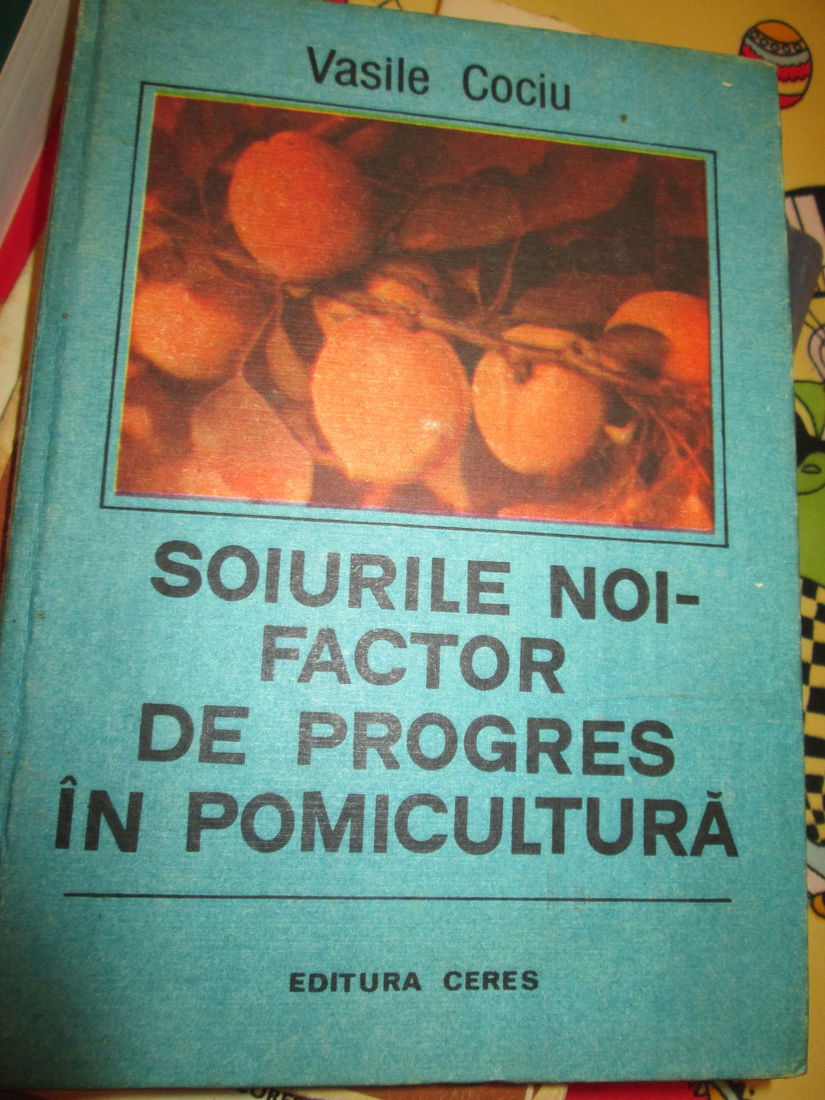 Vasile Cociu
SOIURILE NOI-
FACTOR
DE PROGRES
ÎN POMICULTURĂ
EDITURA CERES